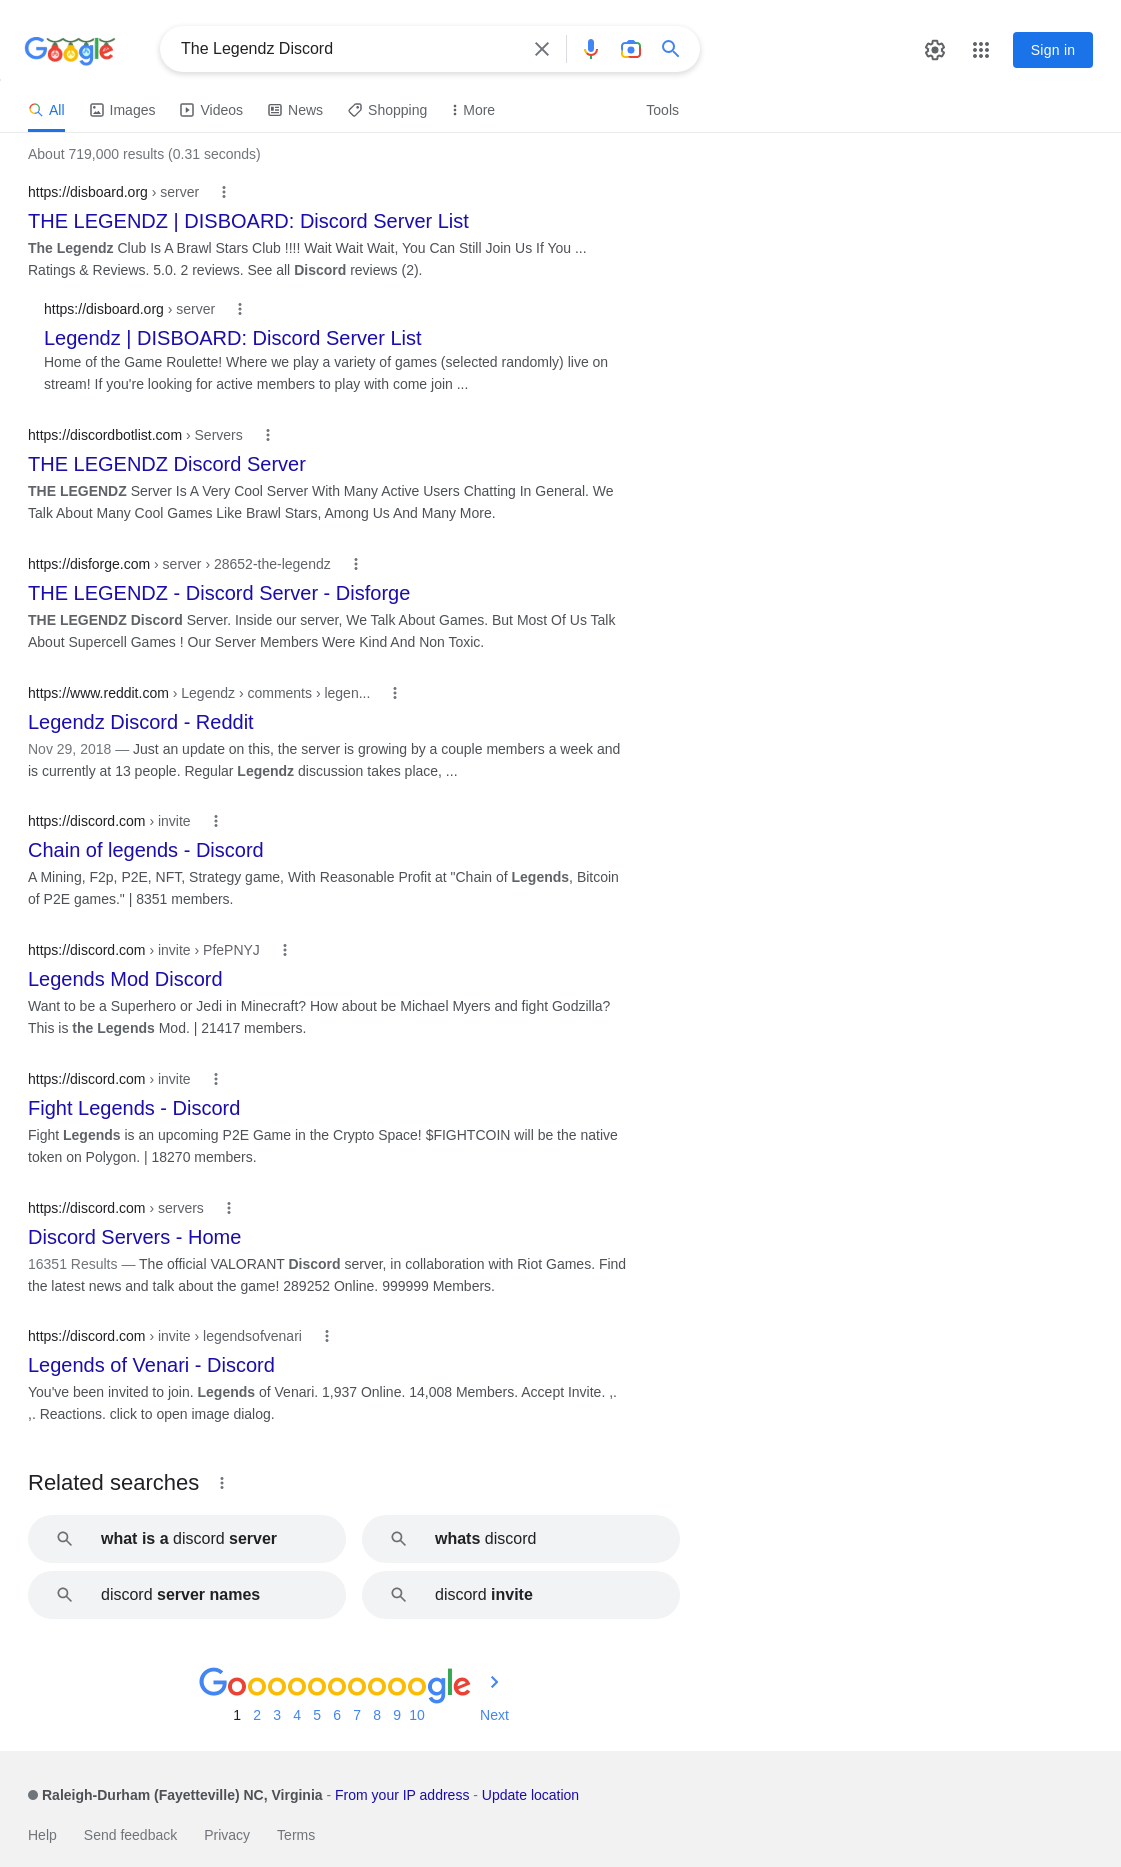 Google
The Legendz Discord
Sign in
All Images Videos News Shopping More Tools
About 719,000 results (0.31 seconds)
https://disboard.org › server
THE LEGENDZ | DISBOARD: Discord Server List
The Legendz Club Is A Brawl Stars Club !!!! Wait Wait Wait, You Can Still Join Us If You ...
Ratings & Reviews. 5.0. 2 reviews. See all Discord reviews (2).
https://disboard.org › server
Legendz | DISBOARD: Discord Server List
Home of the Game Roulette! Where we play a variety of games (selected randomly) live on
stream! If you're looking for active members to play with come join ...
https://discordbotlist.com › Servers
THE LEGENDZ Discord Server
THE LEGENDZ Server Is A Very Cool Server With Many Active Users Chatting In General. We
Talk About Many Cool Games Like Brawl Stars, Among Us And Many More.
https://disforge.com › server › 28652-the-legendz
THE LEGENDZ - Discord Server - Disforge
THE LEGENDZ Discord Server. Inside our server, We Talk About Games. But Most Of Us Talk
About Supercell Games ! Our Server Members Were Kind And Non Toxic.
https://www.reddit.com › Legendz › comments › legen...
Legendz Discord - Reddit
Nov 29, 2018 — Just an update on this, the server is growing by a couple members a week and
is currently at 13 people. Regular Legendz discussion takes place, ...
https://discord.com › invite
Chain of legends - Discord
A Mining, F2p, P2E, NFT, Strategy game, With Reasonable Profit at "Chain of Legends, Bitcoin
of P2E games." | 8351 members.
https://discord.com › invite › PfePNYJ
Legends Mod Discord
Want to be a Superhero or Jedi in Minecraft? How about be Michael Myers and fight Godzilla?
This is the Legends Mod. | 21417 members.
https://discord.com › invite
Fight Legends - Discord
Fight Legends is an upcoming P2E Game in the Crypto Space! $FIGHTCOIN will be the native
token on Polygon. | 18270 members.
https://discord.com › servers
Discord Servers - Home
16351 Results — The official VALORANT Discord server, in collaboration with Riot Games. Find
the latest news and talk about the game! 289252 Online. 999999 Members.
https://discord.com › invite › legendsofvenari
Legends of Venari - Discord
You've been invited to join. Legends of Venari. 1,937 Online. 14,008 Members. Accept Invite. ,.
,. Reactions. click to open image dialog.
Related searches
what is a discord server
whats discord
discord server names
discord invite
Goooooooooogle
1 2 3 4 5 6 7 8 9 10 Next
Raleigh-Durham (Fayetteville) NC, Virginia - From your IP address - Update location
Help Send feedback Privacy Terms